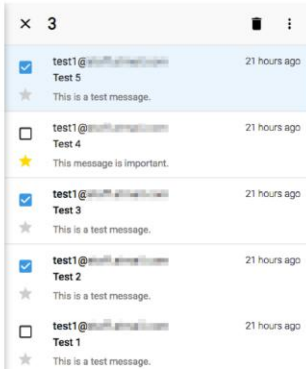 3
test1@
21 hours ago
Test 5
This is a test message.
test1@
21 hours ago
Test 4
This message is important.
test1@
21 hours ago
Test 3
This is a test message.
test1@
21 hours ago
Test 2
This is a test message.
test1@
21 hours ago
Test 1
This is a test message.